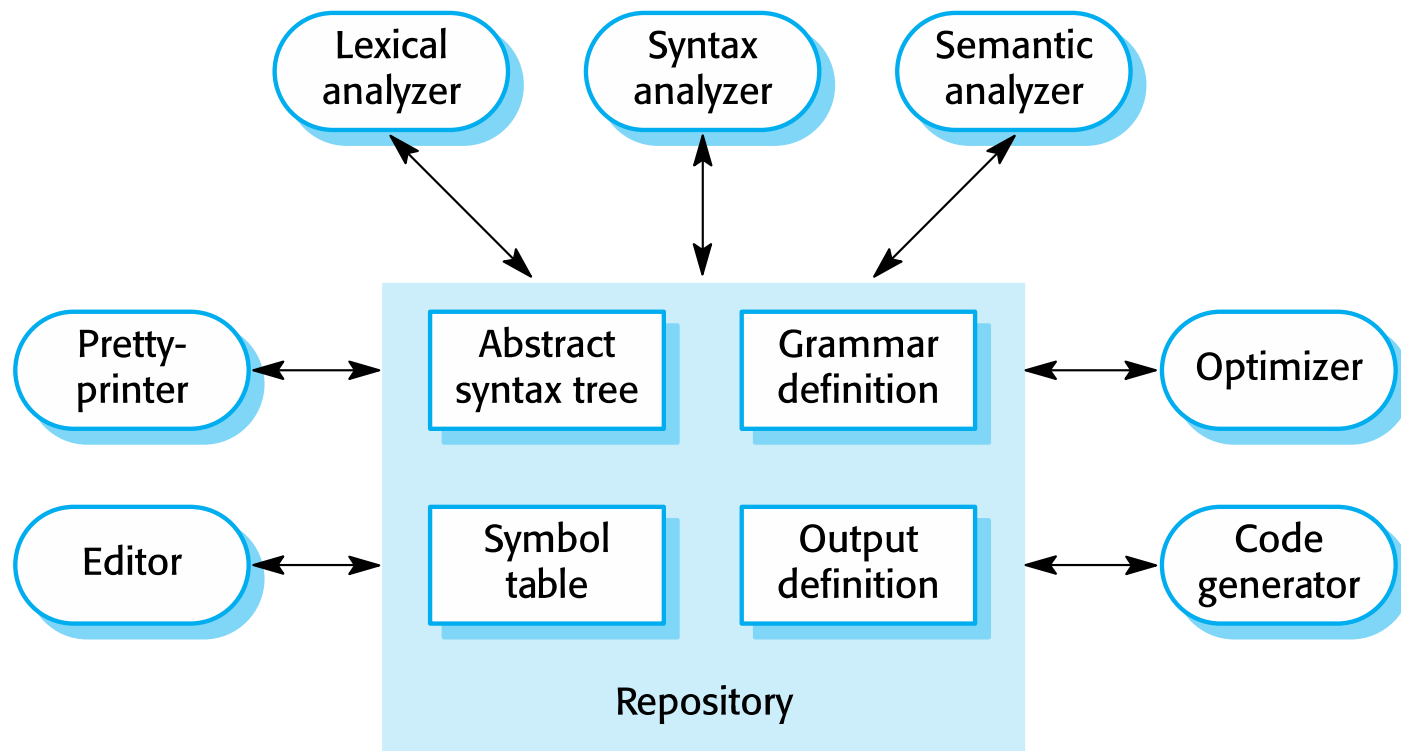 Lexical
analyzer
Syntax
analyzer
Semantic
analyzer
Pretty-
printer
Abstract
syntax tree
Grammar
definition
Optimizer
Editor
Symbol
table
Output
definition
Code
generator
Repository